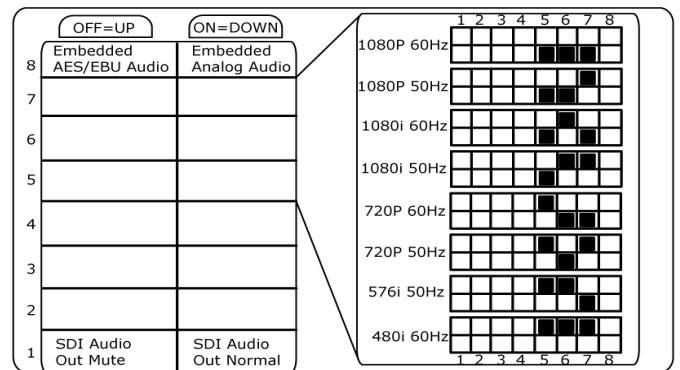 OFF=UP ON=DOWN
8 Embedded AES/EBU Audio Embedded Analog Audio
7
6
5
4
3
2
1 SDI Audio Out Mute SDI Audio Out Normal
1 2 3 4 5 6 7 8
1080P 60Hz
1080P 50Hz
1080i 60Hz
1080i 50Hz
720P 60Hz
720P 50Hz
576i 50Hz
480i 60Hz
1 2 3 4 5 6 7 8